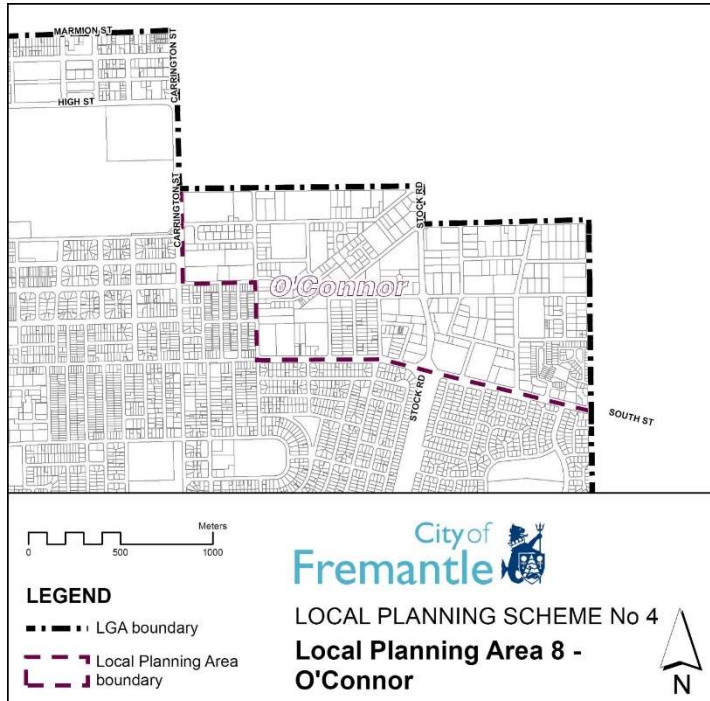 MARMION ST
CARRINGTON ST
HIGH ST
CARRINGTON ST
STOCK RD
O'Connor
STOCK RD
SOUTH ST
Meters
0 500 1000
LEGEND
LGA boundary
Local Planning Area
boundary
City of
Fremantle
LOCAL PLANNING SCHEME No 4
Local Planning Area 8 -
O'Connor
N